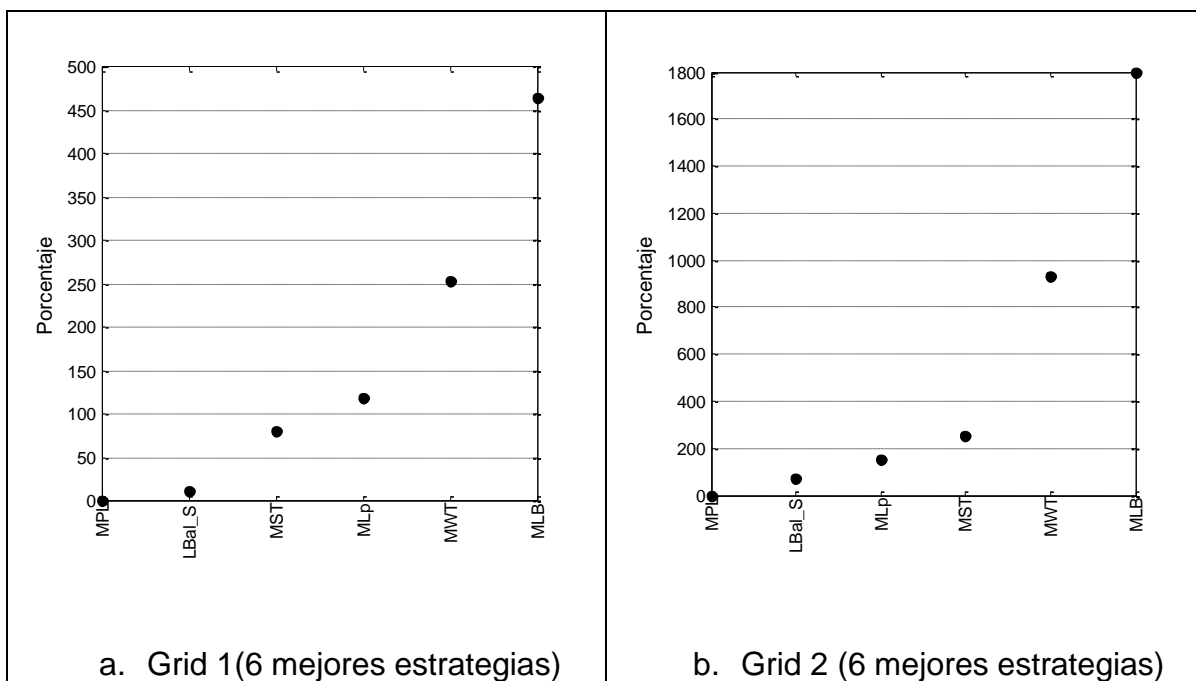 500
450
400
350
300
250
200
150
100
50
0
Porcentaje
MPL
LBal_S
MST
MLp
MWT
MLB
a. Grid 1(6 mejores estrategias)
1800
1600
1400
1200
1000
800
600
400
200
0
Porcentaje
MPL
LBal_S
MLp
MST
MWT
MLB
b. Grid 2 (6 mejores estrategias)